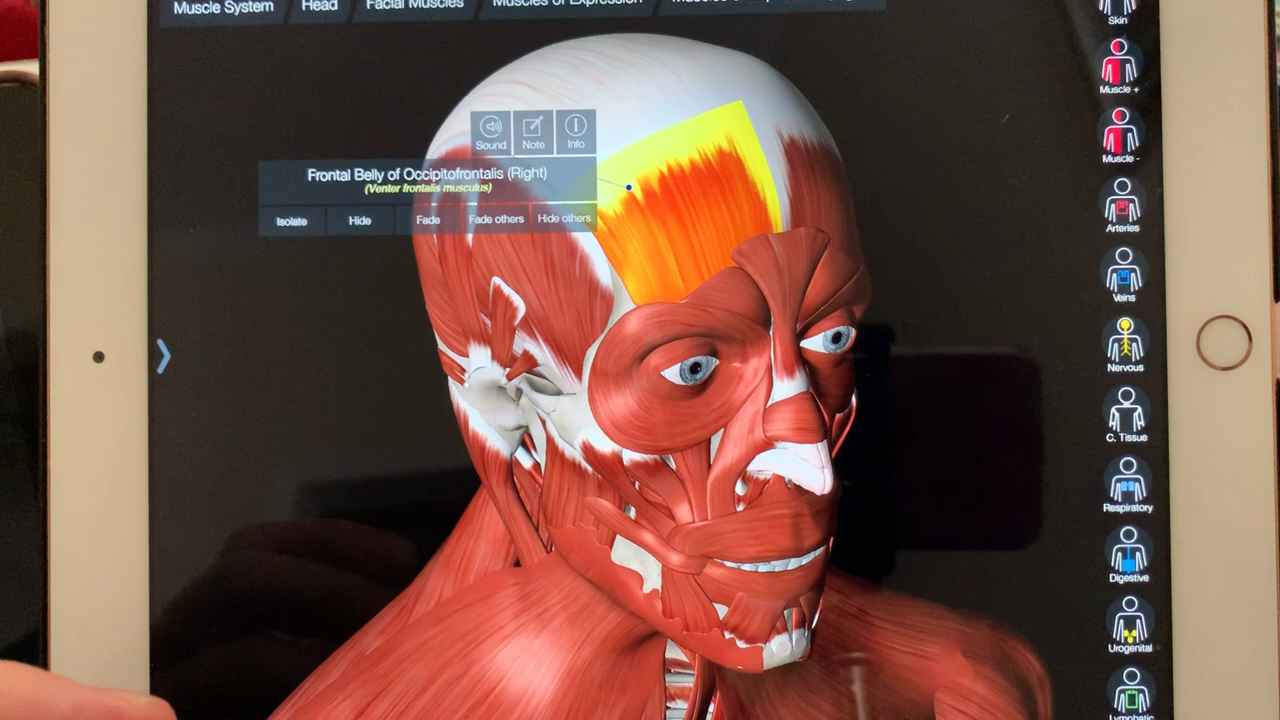 Muscle System
Head
Facial Muscles
Muscles of Expression
Skin
Muscle +
Muscle -
Sound
Note
Info
Frontal Belly of Occipitofrontalis (Right)
(Venter frontalis musculus)
Isolate
Hide
Fade
Fade others
Hide others
Arteries
Veins
Nervous
C. Tissue
Respiratory
Digestive
Urogenital
Lymphatic